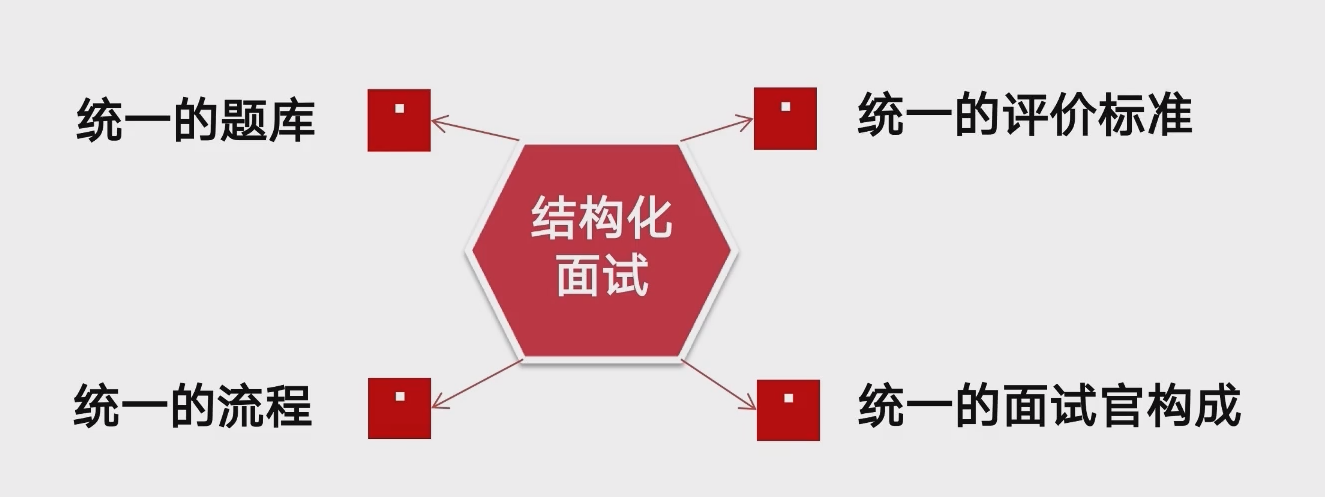 统一的题库
统一的评价标准
结构化
面试
统一的流程
统一的面试官构成